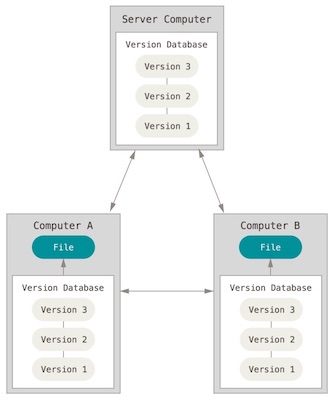 Server Computer
Version Database
Version 3
Version 2
Version 1
Computer A
File
Version Database
Version 3
Version 2
Version 1
Computer B
File
Version Database
Version 3
Version 2
Version 1